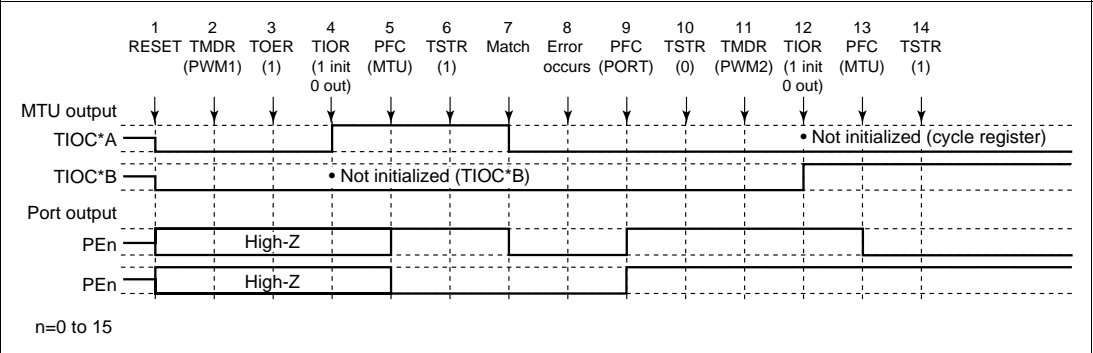 1 2 3 4 5 6 7 8 9 10 11 12 13 14
RESET TMDR TOER TIOR PFC TSTR Match Error PFC TSTR TMDR TIOR PFC TSTR
(PWM1) (1) (1 init (MTU) (1) occurs (PORT) (0) (PWM2) (1 init (MTU) (1)
0 out) 0 out)
MTU output
TIOC*A • Not initialized (cycle register)
TIOC*B • Not initialized (TIOC*B)
Port output
PEn High-Z
PEn High-Z
n=0 to 15